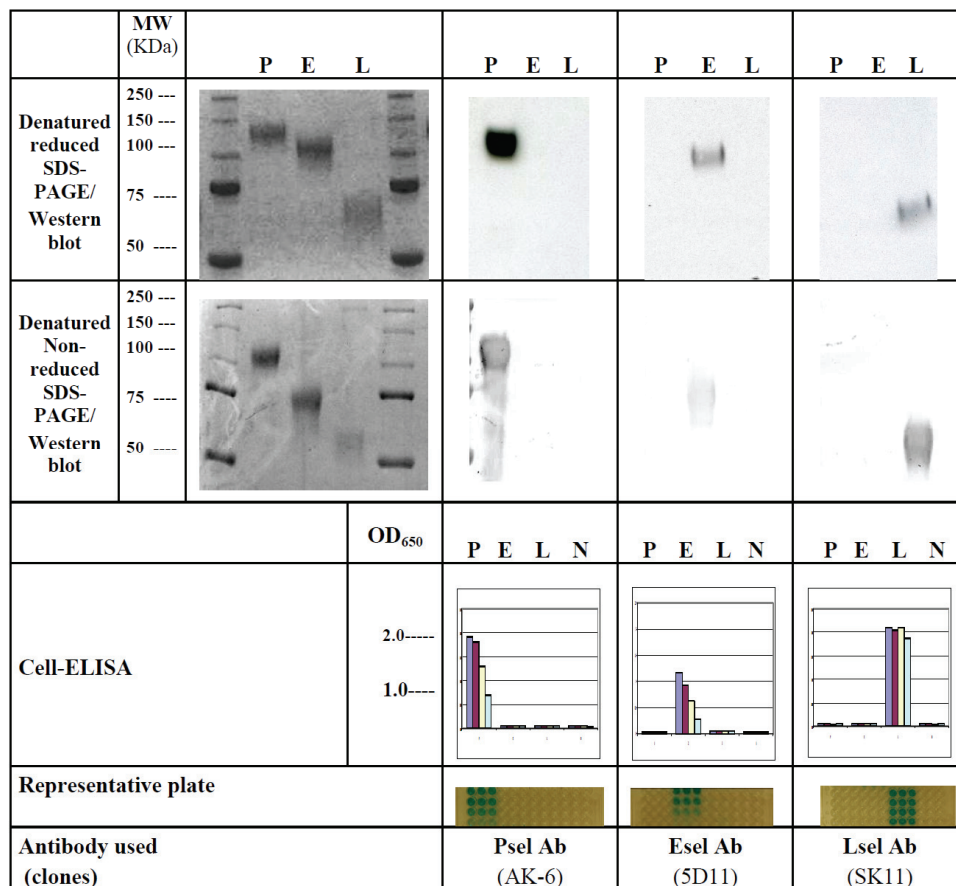 MW
(KDa)
P E L
P E L
P E L
P E L
Denatured
reduced
SDS-
PAGE/
Western
blot
250 ---
150 ---
100 ---
75 ----
50 ----
Denatured
Non-
reduced
SDS-
PAGE/
Western
blot
250 ---
150 ---
100 ---
75 ----
50 ----
OD650
P E L N
P E L N
P E L N
Cell-ELISA
2.0-----
1.0----
Representative plate
Antibody used
(clones)
Psel Ab
(AK-6)
Esel Ab
(5D11)
Lsel Ab
(SK11)